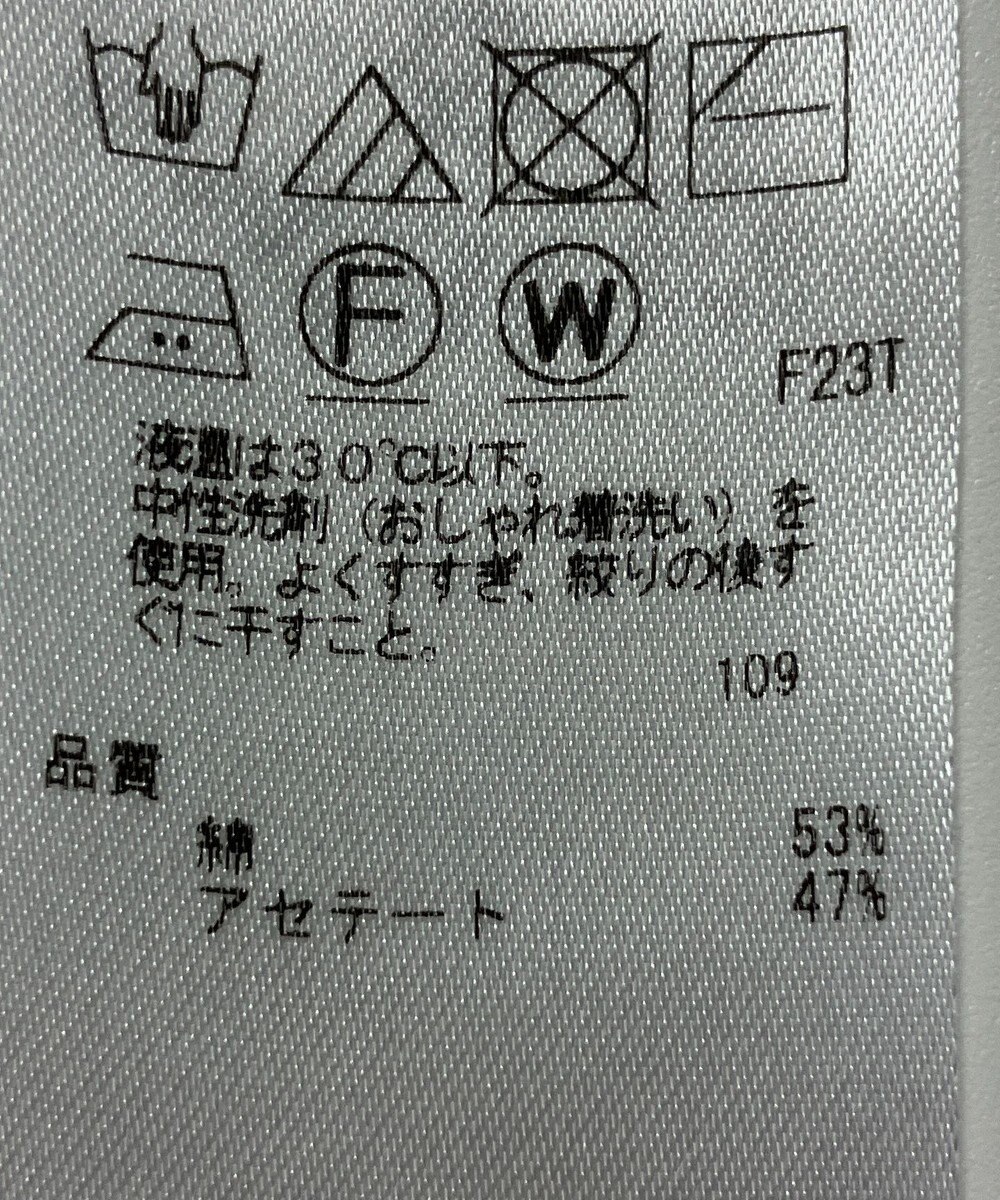 F W
F23T
液温は30℃以下。
中性洗剤（おしゃれ着洗い）を
使用。よくすすぎ、絞りの後す
ぐに干すこと。
109
品質
綿 53%
アセテート 47%